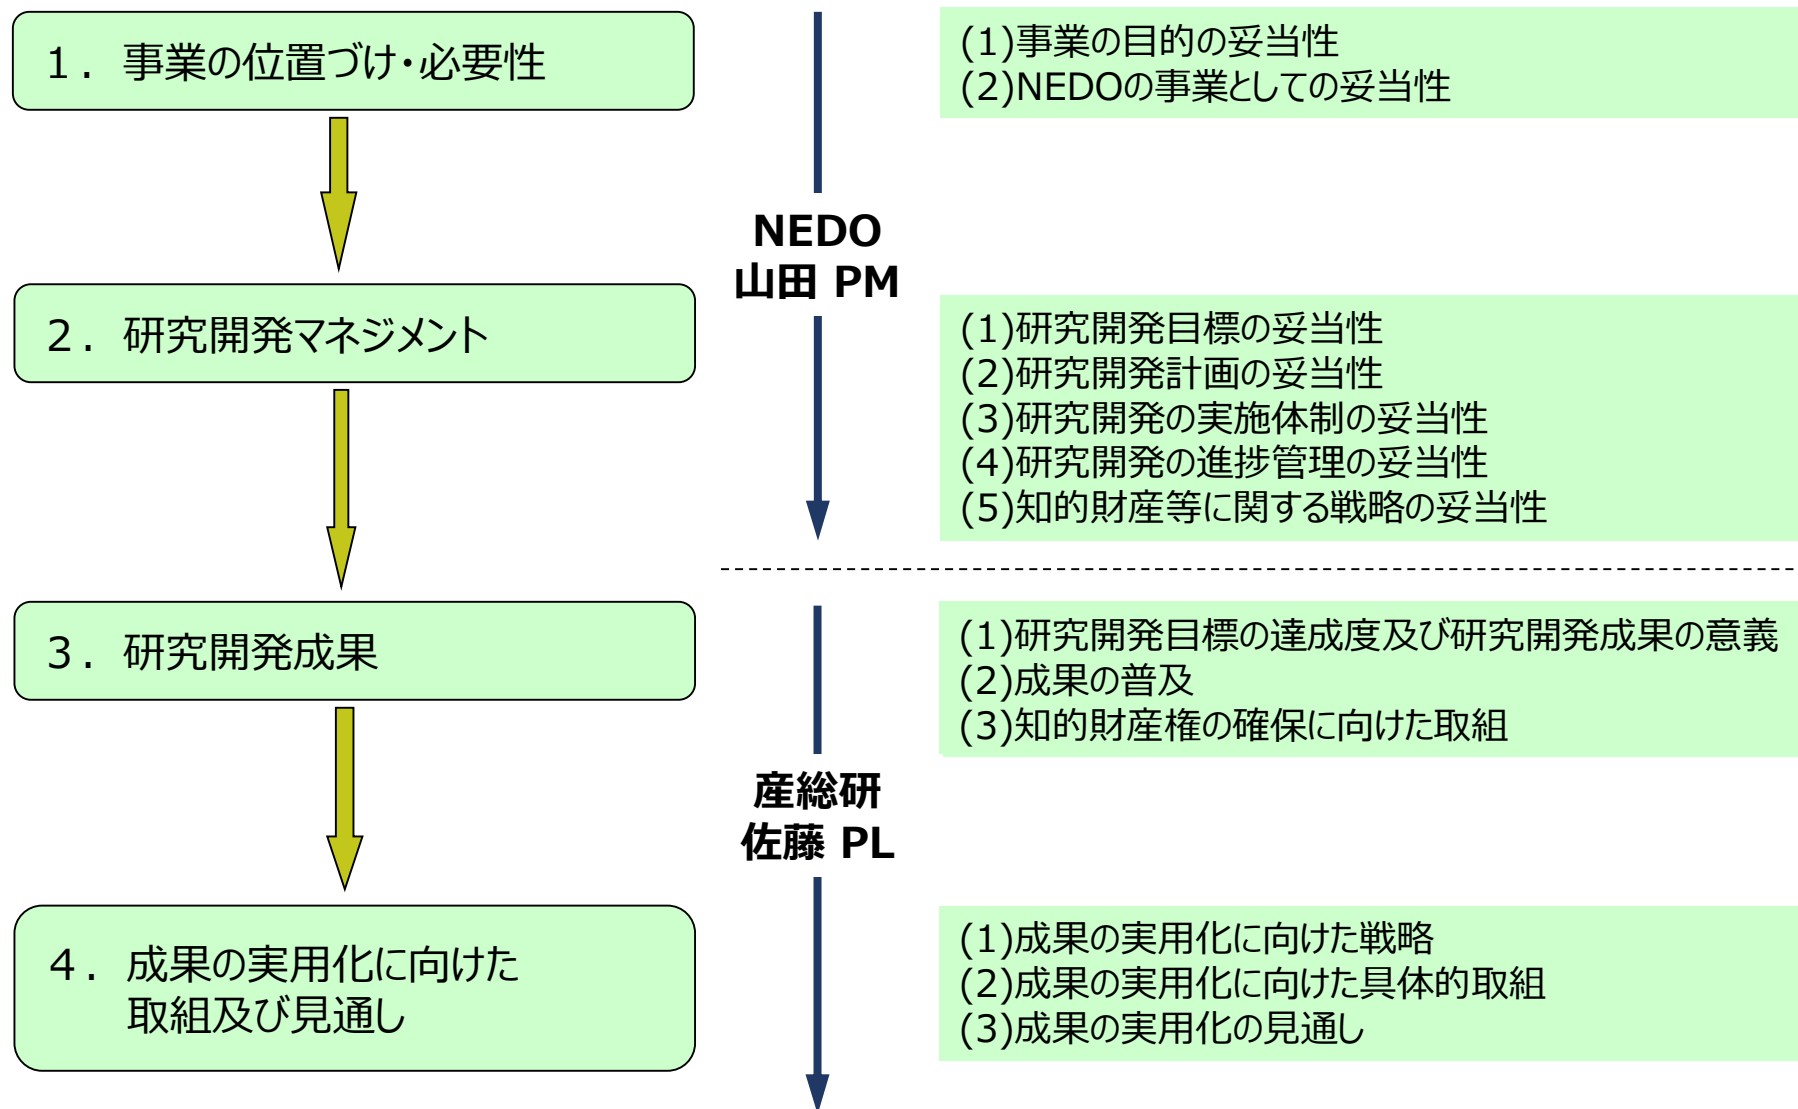 １．事業の位置づけ・必要性
(1)事業の目的の妥当性
(2)NEDOの事業としての妥当性
NEDO
山田 PM
２．研究開発マネジメント
(1)研究開発目標の妥当性
(2)研究開発計画の妥当性
(3)研究開発の実施体制の妥当性
(4)研究開発の進捗管理の妥当性
(5)知的財産等に関する戦略の妥当性
３．研究開発成果
(1)研究開発目標の達成度及び研究開発成果の意義
(2)成果の普及
(3)知的財産権の確保に向けた取組
産総研
佐藤 PL
４．成果の実用化に向けた
取組及び見通し
(1)成果の実用化に向けた戦略
(2)成果の実用化に向けた具体的取組
(3)成果の実用化の見通し